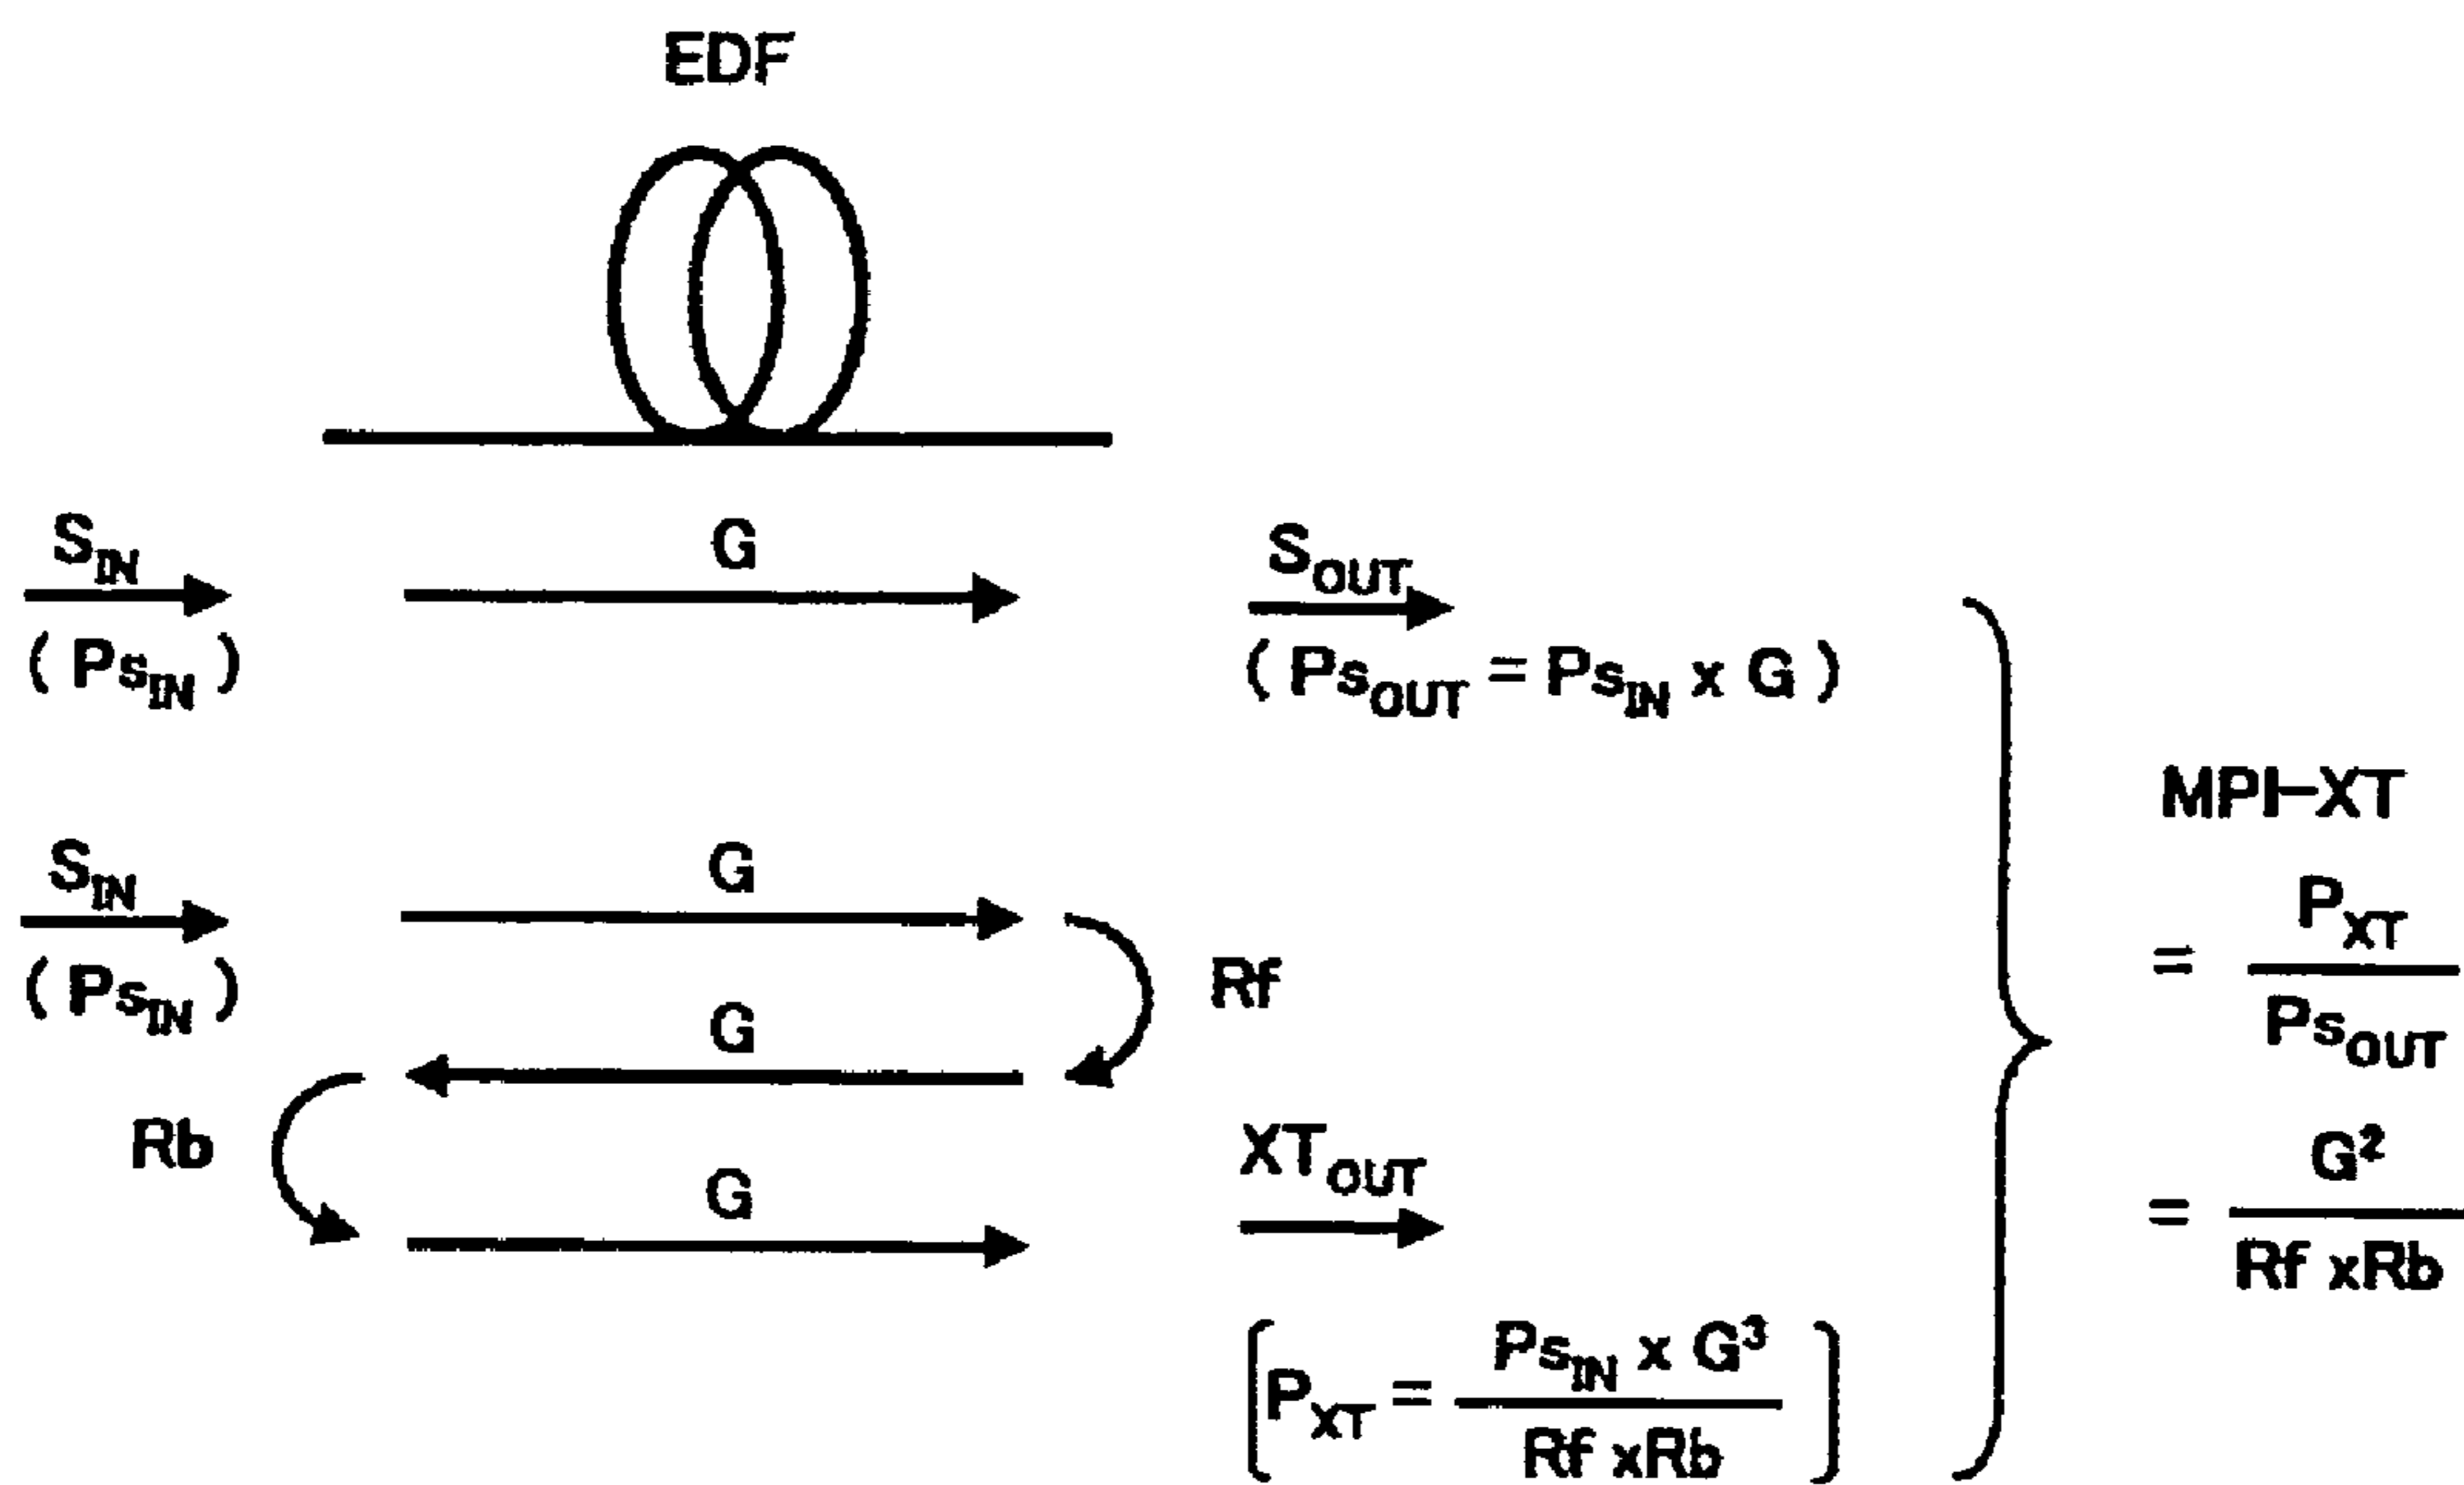 EDF
S_IN
G
S_OUT
( Ps_IN )
( Ps_OUT = Ps_IN x G )
MPI-XT
S_IN
G
P_XT
= ―
Ps_OUT
Rf
( Ps_IN )
G
Rb
XT_OUT
G
G²
= ―
Rf xRb
Ps_IN x G³
[ P_XT = ― ]
Rf xRb